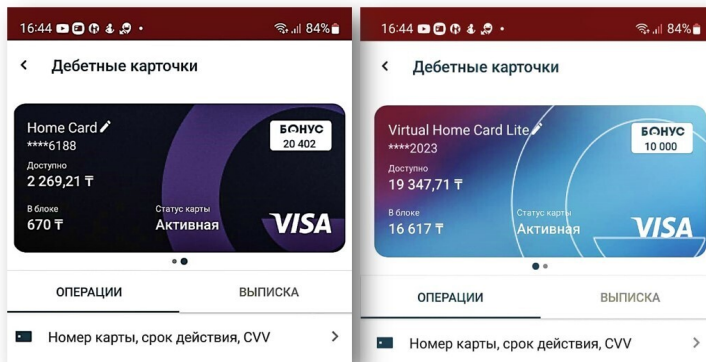 16:44
84%
Дебетные карточки
Home Card
****6188
БОНУС
20 402
Доступно
2 269,21 ₸
В блоке
670 ₸
Статус карты
Активная
VISA
ОПЕРАЦИИ
ВЫПИСКА
Номер карты, срок действия, CVV
16:44
84%
Дебетные карточки
Virtual Home Card Lite
****2023
БОНУС
10 000
Доступно
19 347,71 ₸
В блоке
16 617 ₸
Статус карты
Активная
VISA
ОПЕРАЦИИ
ВЫПИСКА
Номер карты, срок действия, CVV